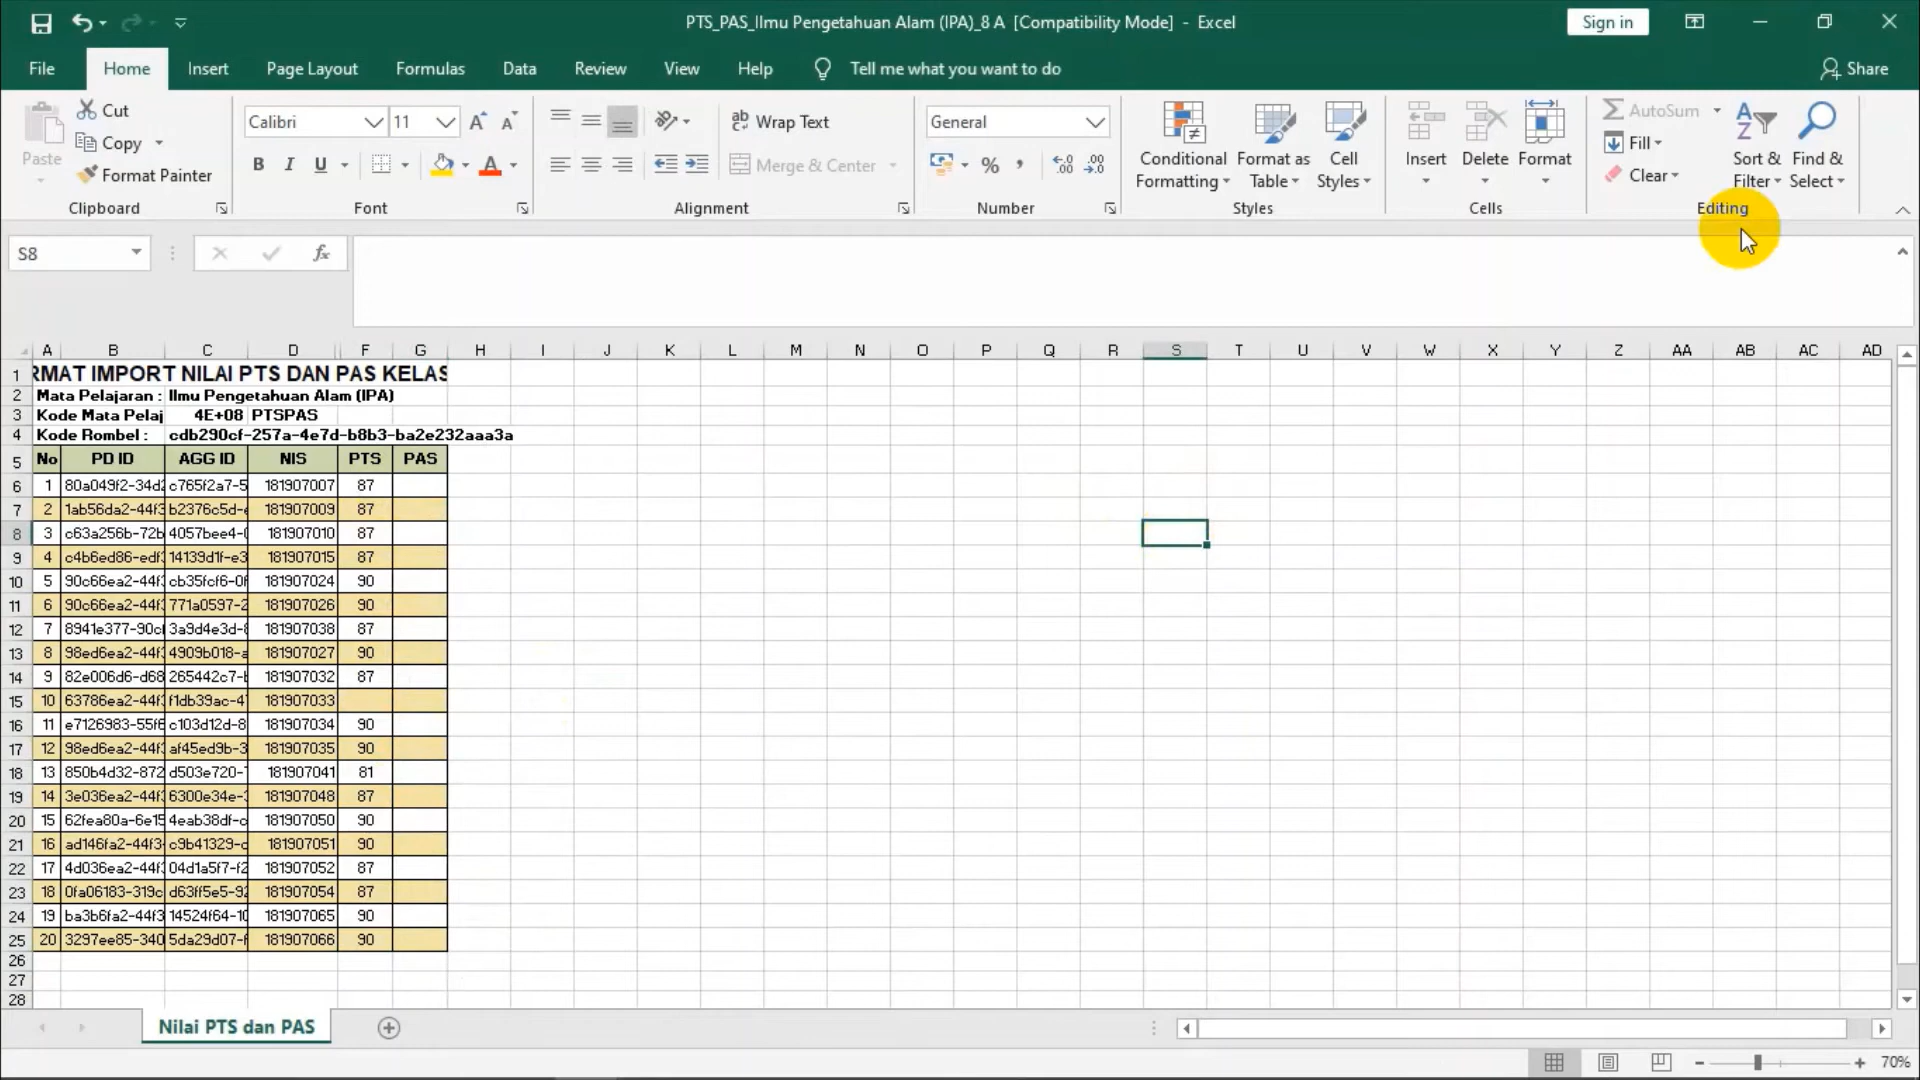 PTS_PAS_Ilmu Pengetahuan Alam (IPA)_8 A [Compatibility Mode] - Excel
Sign in
File Home Insert Page Layout Formulas Data Review View Help Tell me what you want to do Share
Paste
Cut
Copy
Format Painter
Clipboard
Calibri 11
B I U A
Font
Wrap Text
Merge & Center
Alignment
General
%
Number
Conditional Formatting
Format as Table
Cell Styles
Styles
Insert Delete Format
Cells
AutoSum
Fill
Clear
Sort & Filter
Find & Select
Editing
S8 fx
A B C D F G H I J K L M N O P Q R S T U V W X Y Z AA AB AC AD
1 RMAT IMPORT NILAI PTS DAN PAS KELAS
2 Mata Pelajaran : Ilmu Pengetahuan Alam (IPA)
3 Kode Mata Pelaj 4E+08 PTSPAS
4 Kode Rombel : cdb290cf-257a-4e7d-b8b3-ba2e232aaa3a
5 No PD ID AGG ID NIS PTS PAS
6 1 80a049f2-34d2 c765f2a7-5 181907007 87
7 2 1ab56da2-44f3 b2376c5d- 181907009 87
8 3 c63a256b-72b 4057bee4- 181907010 87
9 4 c4b6ed86-edf 14139d1f-e3 181907015 87
10 5 90c66ea2-44f cb35fcf6-0f 181907024 90
11 6 90c66ea2-44f 771a0597-2 181907026 90
12 7 8941e377-90c 3a9d4e3d- 181907038 87
13 8 98ed6ea2-44f 4909b018-a 181907027 90
14 9 82e006d6-d68 265442c7- 181907032 87
15 10 63786ea2-44f f1db39ac-4 181907033
16 11 e7126983-55f6 c103d12d-8 181907034 90
17 12 98ed6ea2-44f af45ed9b-3 181907035 90
18 13 850b4d32-872 d503e720- 181907041 81
19 14 3e036ea2-44f 6300e34e- 181907048 87
20 15 62fea80a-6e15 4eab38df-c 181907050 90
21 16 ad146fa2-44f3 c9b41329-c 181907051 90
22 17 4d036ea2-44f 04d1a5f7-f2 181907052 87
23 18 0fa06183-319c d63ff5e5-92 181907054 87
24 19 ba3b6fa2-44f3 14524f64-10 181907065 90
25 20 3297ee85-340 5da29d07-f 181907066 90
26
27
28
Nilai PTS dan PAS
70%